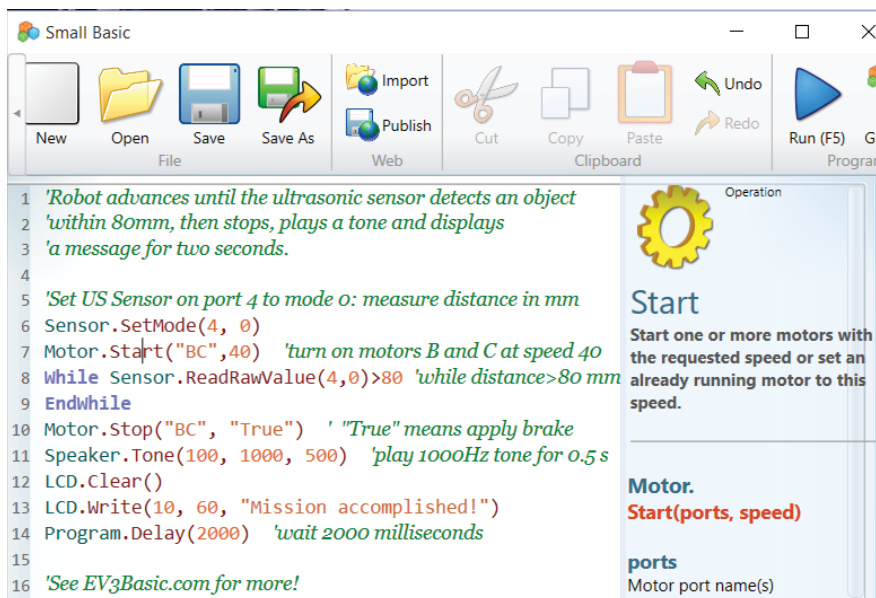 Small Basic
New
Open
Save
Save As
File
Import
Publish
Web
Cut
Copy
Paste
Clipboard
Undo
Redo
Run (F5)
G
Progra
1 'Robot advances until the ultrasonic sensor detects an object
2 'within 80mm, then stops, plays a tone and displays
3 'a message for two seconds.
4
5 'Set US Sensor on port 4 to mode 0: measure distance in mm
6 Sensor.SetMode(4, 0)
7 Motor.Start("BC",40) 'turn on motors B and C at speed 40
8 While Sensor.ReadRawValue(4,0)>80 'while distance>80 mm
9 EndWhile
10 Motor.Stop("BC", "True") ' "True" means apply brake
11 Speaker.Tone(100, 1000, 500) 'play 1000Hz tone for 0.5 s
12 LCD.Clear()
13 LCD.Write(10, 60, "Mission accomplished!")
14 Program.Delay(2000) 'wait 2000 milliseconds
15
16 'See EV3Basic.com for more!
Operation
Start
Start one or more motors with
the requested speed or set an
already running motor to this
speed.
Motor.
Start(ports, speed)
ports
Motor port name(s)